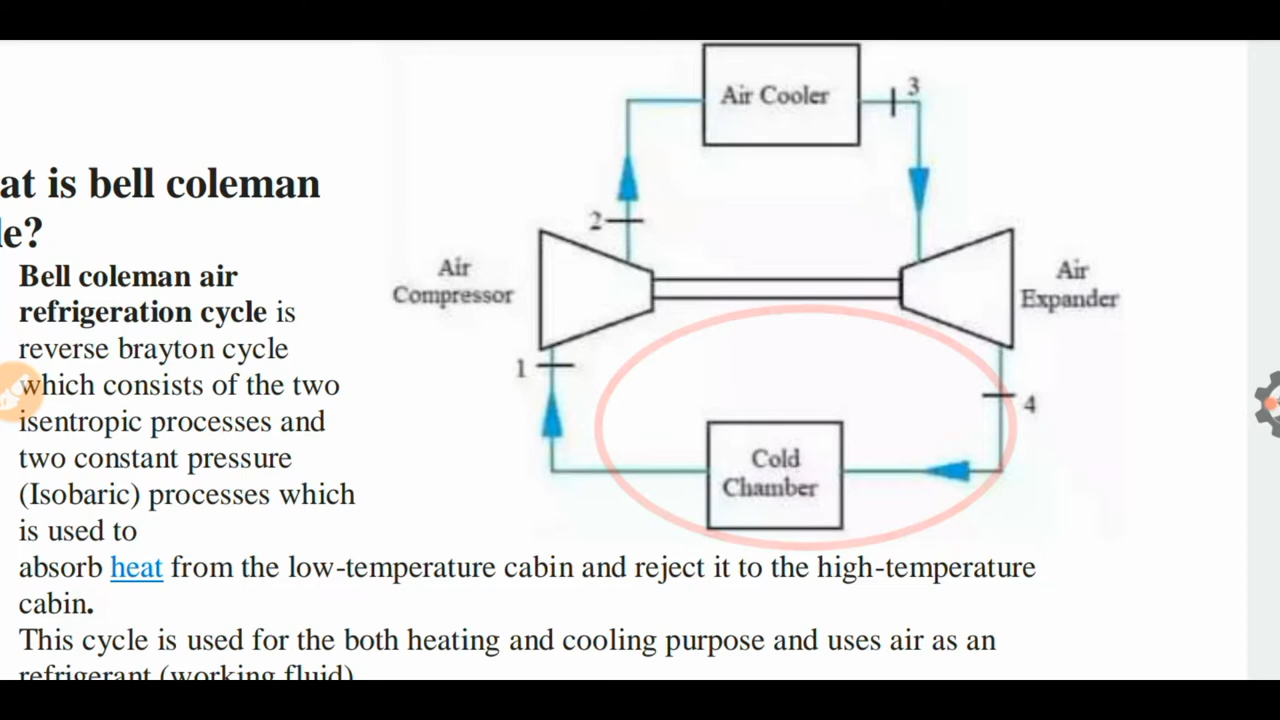 Air Cooler
3
at is bell coleman
2
e?
Bell coleman air
refrigeration cycle is
reverse brayton cycle
which consists of the two
isentropic processes and
two constant pressure
(Isobaric) processes which
is used to
absorb heat from the low-temperature cabin and reject it to the high-temperature
cabin.
This cycle is used for the both heating and cooling purpose and uses air as an
refrigerant (working fluid)
Air
Compressor
Air
Expander
1
4
Cold
Chamber